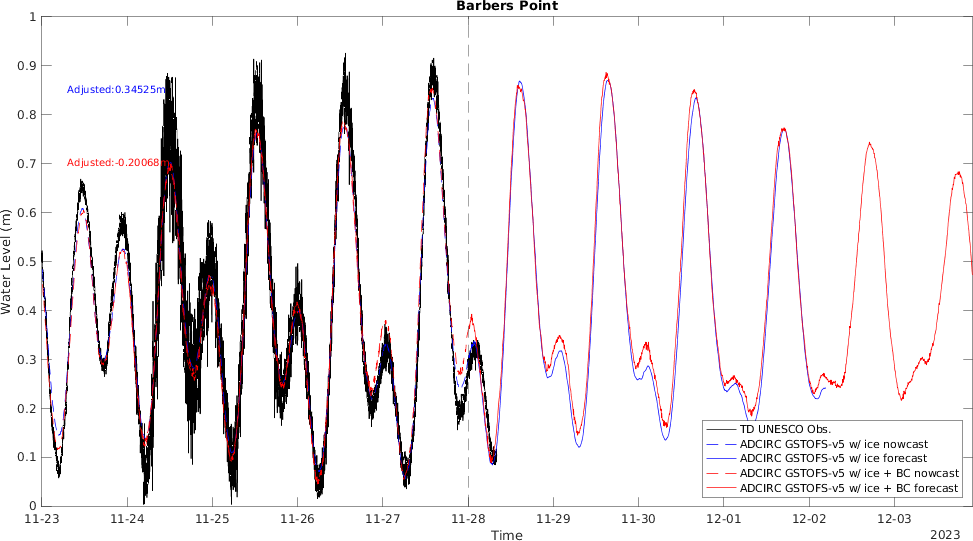 Barbers Point
1
0.9
0.8
0.7
0.6
0.5
0.4
0.3
0.2
0.1
0
Water Level (m)
Adjusted:0.34525m
Adjusted:-0.20068m
TD UNESCO Obs.
ADCIRC GSTOFS-v5 w/ ice nowcast
ADCIRC GSTOFS-v5 w/ ice forecast
ADCIRC GSTOFS-v5 w/ ice + BC nowcast
ADCIRC GSTOFS-v5 w/ ice + BC forecast
11-23 11-24 11-25 11-26 11-27 11-28 11-29 11-30 12-01 12-02 12-03
Time
2023